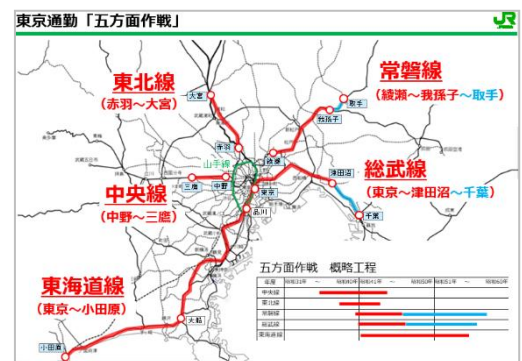 東京通勤「五方面作戦」
JR
東北線
(赤羽~大宮)
常磐線
(綾瀬~我孫子~取手)
大宮
取手
我孫子
赤羽
綾瀬
山手線
総武線
(東京~津田沼~千葉)
津田沼
三鷹
中野
東京
中央線
(中野~三鷹)
品川
千葉
東海道線
(東京~小田原)
大船
小田原
五方面作戦 概略工程
年度
中央線
東北線
常磐線
総武線
東海道線